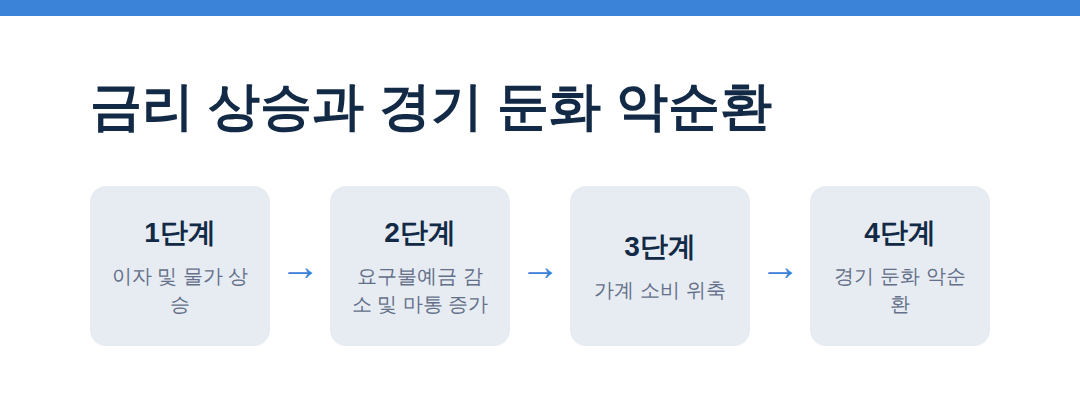 금리 상승과 경기 둔화 악순환
1단계
이자 및 물가 상
승
→
2단계
요구불예금 감
소 및 마통 증가
→
3단계
가계 소비 위축
→
4단계
경기 둔화 악순
환